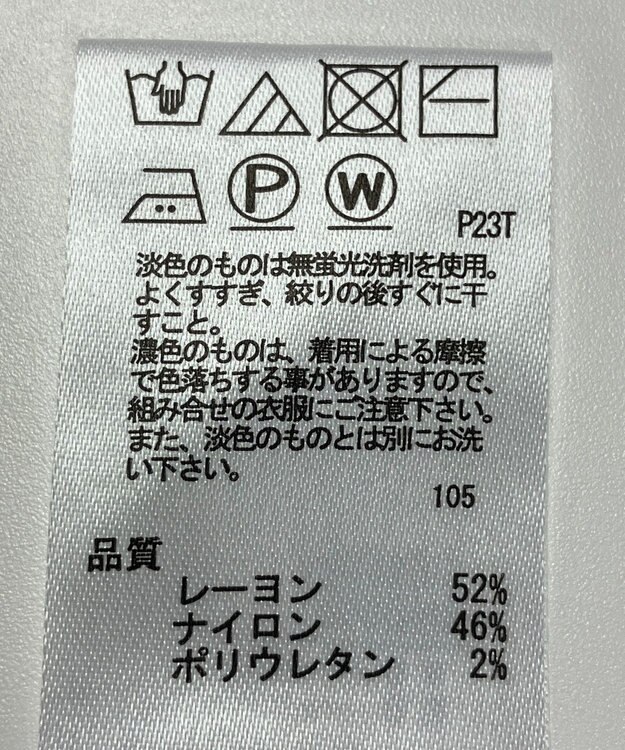 P
W
P23T
淡色のものは無蛍光洗剤を使用。
よくすすぎ、絞りの後すぐに干
すこと。
濃色のものは、着用による摩擦
で色落ちする事がありますので、
組み合せの衣服にご注意下さい。
また、淡色のものとは別にお洗
い下さい。
105
品質
レーヨン 52%
ナイロン 46%
ポリウレタン 2%